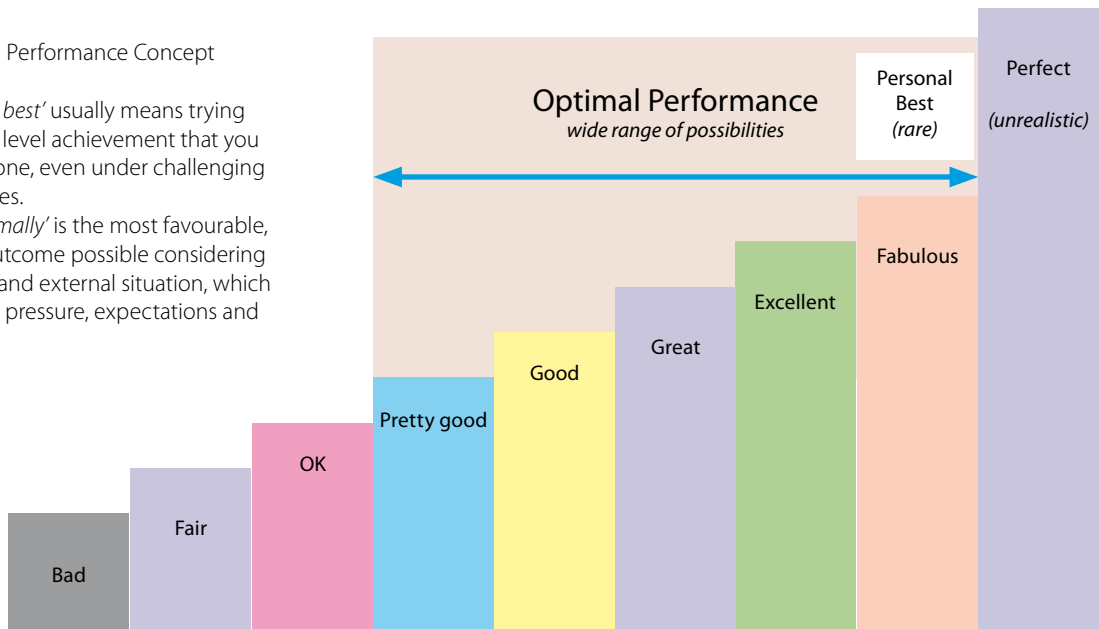 Performance Concept
best’ usually means trying
level achievement that you
one, even under challenging
es.
mally’ is the most favourable,
utcome possible considering
and external situation, which
pressure, expectations and
Optimal Performance
wide range of possibilities
Personal
Best
(rare)
Perfect
(unrealistic)
Fabulous
Excellent
Great
Good
Pretty good
OK
Fair
Bad